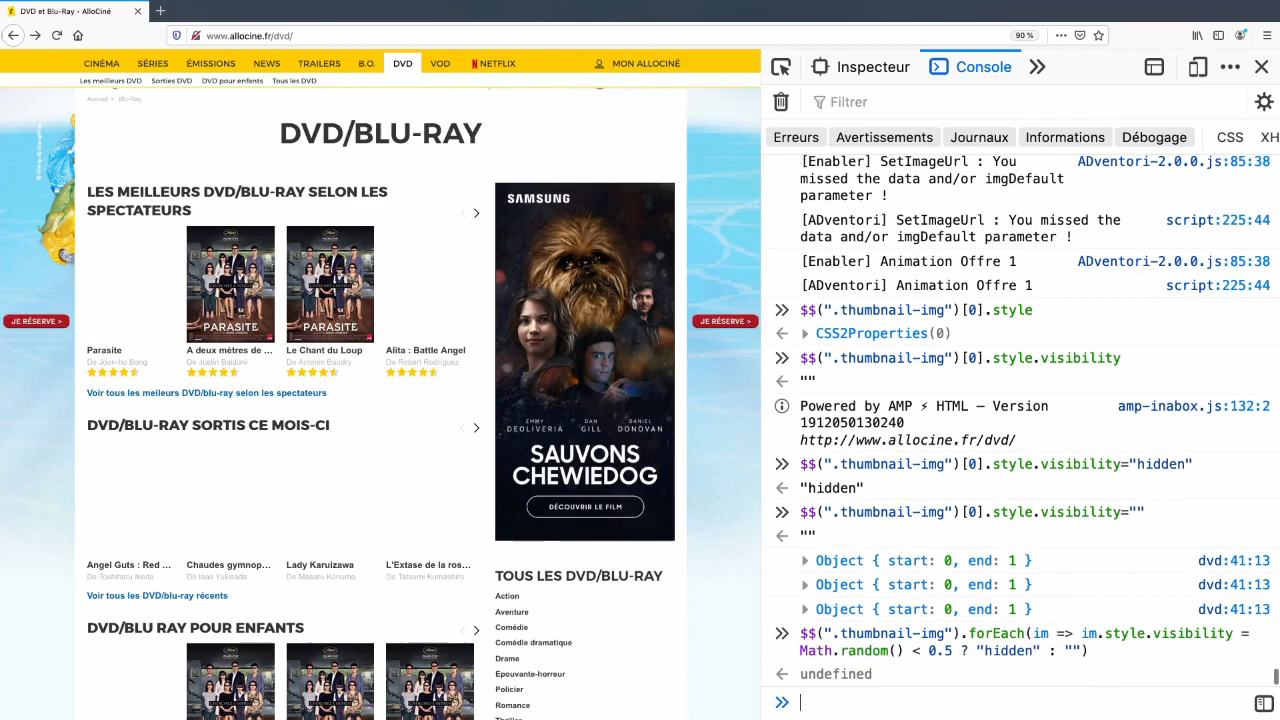 DVD et Blu-Ray - AlloCiné
www.allocine.fr/dvd/
90 %
CINÉMA SÉRIES ÉMISSIONS NEWS TRAILERS B.O. DVD VOD NETFLIX MON ALLOCINÉ
Les meilleurs DVD Sorties DVD DVD pour enfants Tous les DVD
Accueil > Blu-Ray
DVD/BLU-RAY
LES MEILLEURS DVD/BLU-RAY SELON LES
SPECTATEURS
PARASITE
PARASITE
Parasite
De Joon-ho Bong
A deux mètres de ...
De Justin Baldoni
Le Chant du Loup
De Antonin Baudry
Alita : Battle Angel
De Robert Rodriguez
Voir tous les meileurs DVD/blu-ray selon les spectateurs
DVD/BLU-RAY SORTIS CE MOIS-CI
Angel Guts : Red ...
De Toshiharu Ikeda
Chaudes gymnop...
De Isao Yukisada
Lady Karuizawa
De Masaru Konuma
L'Extase de la ros...
De Tatsumi Kumashiro
Voir tous les DVD/blu-ray récents
DVD/BLU RAY POUR ENFANTS
JE RÉSERVE >
JE RÉSERVE >
SAMSUNG
EMMY
DEOLIVERIA
DAN
GILL
DANIEL
DONOVAN
SAUVONS
CHEWIEDOG
DÉCOUVRIR LE FILM
TOUS LES DVD/BLU-RAY
Action
Aventure
Comédie
Comédie dramatique
Drame
Epouvante-horreur
Policier
Romance
Thriller
Inspecteur Console
Filtrer
Erreurs Avertissements Journaux Informations Débogage CSS XH
[Enabler] SetImageUrl : You ADventori-2.0.0.js:85:38
missed the data and/or imgDefault
parameter !
[ADventori] SetImageUrl : You missed the script:225:44
data and/or imgDefault parameter !
[Enabler] Animation Offre 1 ADventori-2.0.0.js:85:38
[ADventori] Animation Offre 1 script:225:44
$$(".thumbnail-img")[0].style
CSS2Properties(0)
$$(".thumbnail-img")[0].style.visibility
""
Powered by AMP ⚡ HTML – Version amp-inabox.js:132:2
1912050130240
http://www.allocine.fr/dvd/
$$(".thumbnail-img")[0].style.visibility="hidden"
"hidden"
$$(".thumbnail-img")[0].style.visibility=""
""
Object { start: 0, end: 1 } dvd:41:13
Object { start: 0, end: 1 } dvd:41:13
Object { start: 0, end: 1 } dvd:41:13
$$(".thumbnail-img").forEach(im => im.style.visibility =
Math.random() < 0.5 ? "hidden" : "")
undefined